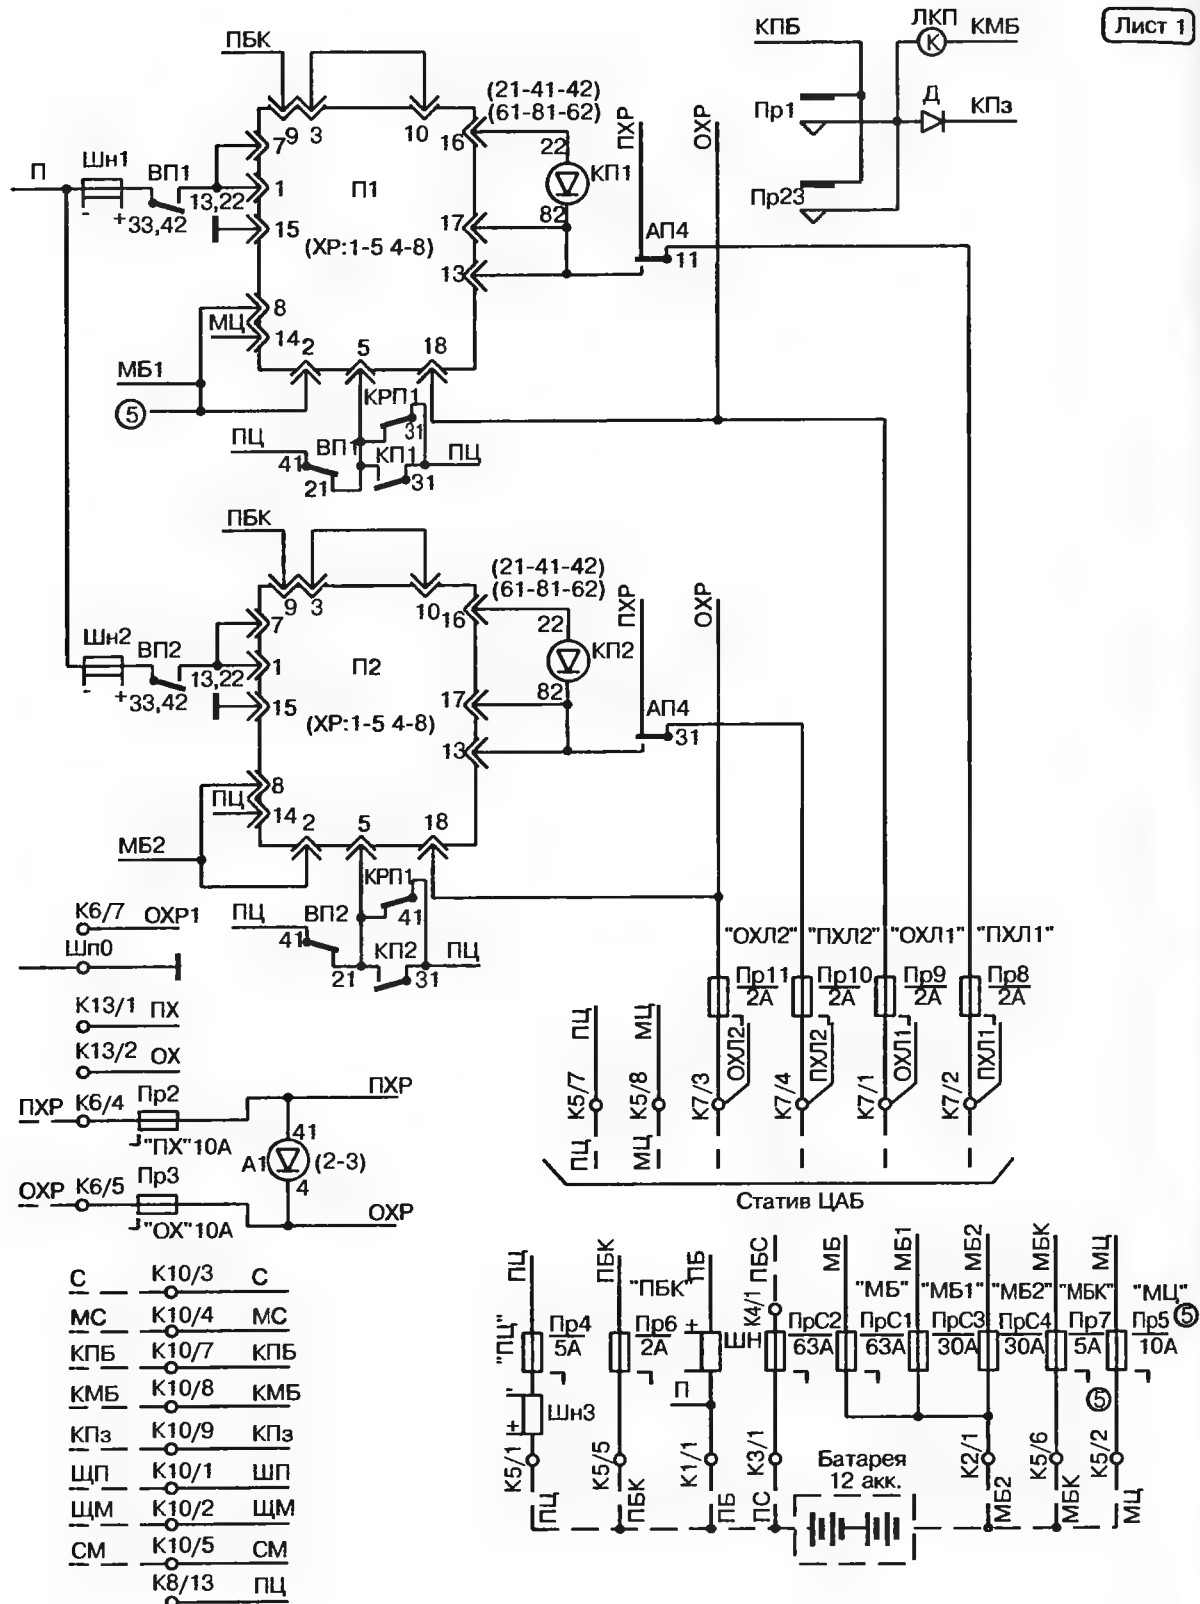 Лист 1
ПБК
КПБ
ЛКП
КМБ
Пр1
Д
КПз
Пр23
9 3
10
(21-41-42)
(61-81-62)
16
22
КП1
82
17
13
ПХР
ОХР
АП4
11
П
Шн1
ВП1
- +
33,42
13,22
7
1
15
П1
(ХР:1-5 4-8)
8
МЦ
14
2
5
18
МБ1
5
КРП1
31
ПЦ
41
ВП1
21
КП1
31
ПЦ
ПБК
9 3
10
(21-41-42)
(61-81-62)
16
22
КП2
82
17
13
ПХР
ОХР
АП4
31
Шн2
ВП2
- +
33,42
13,22
7
1
15
П2
(ХР:1-5 4-8)
8
ПЦ
14
2
5
18
МБ2
КРП1
41
ПЦ
41
ВП2
21
КП2
31
ПЦ
К6/7
ОХР1
Шп0
К13/1
ПХ
К13/2
ОХ
ПХР
К6/4
Пр2
"ПХ"10А
ПХР
41
А1
(2-3)
4
ОХР
К6/5
Пр3
"ОХ"10А
ОХР
"ОХЛ2" "ПХЛ2" "ОХЛ1" "ПХЛ1"
Пр11
2А
Пр10
2А
Пр9
2А
Пр8
2А
ПЦ
МЦ
ОХЛ2
ПХЛ2
ОХЛ1
ПХЛ1
К5/7
К5/8
К7/3
К7/4
К7/1
К7/2
ПЦ
МЦ
Статив ЦАБ
С К10/3 С
МС К10/4 МС
КПБ К10/7 КПБ
КМБ К10/8 КМБ
КПз К10/9 КПз
ЩП К10/1 ШП
ЩМ К10/2 ЩМ
СМ К10/5 СМ
К8/13 ПЦ
ПЦ
ПБК
ПБ
ПБС
МБ
МБ1
МБ2
МБК
МЦ
"ПЦ"
Пр4
5А
"ПБК"
Пр6
2А
+
ШН
К4/1
ПрС2
63А
"МБ"
ПрС1
63А
"МБ1"
ПрС3
30А
"МБ2"
ПрС4
30А
"МБК"
Пр7
5А
"МЦ"
5
Пр5
10А
-
+
Шн3
П
5
К5/1
К5/5
К1/1
К3/1
Батарея
12 акк.
К2/1
К5/6
К5/2
ПЦ
ПБК
ПБ
ПС
МБ2
МБК
МЦ